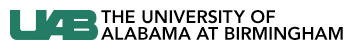 UAB THE UNIVERSITY OF
ALABAMA AT BIRMINGHAM